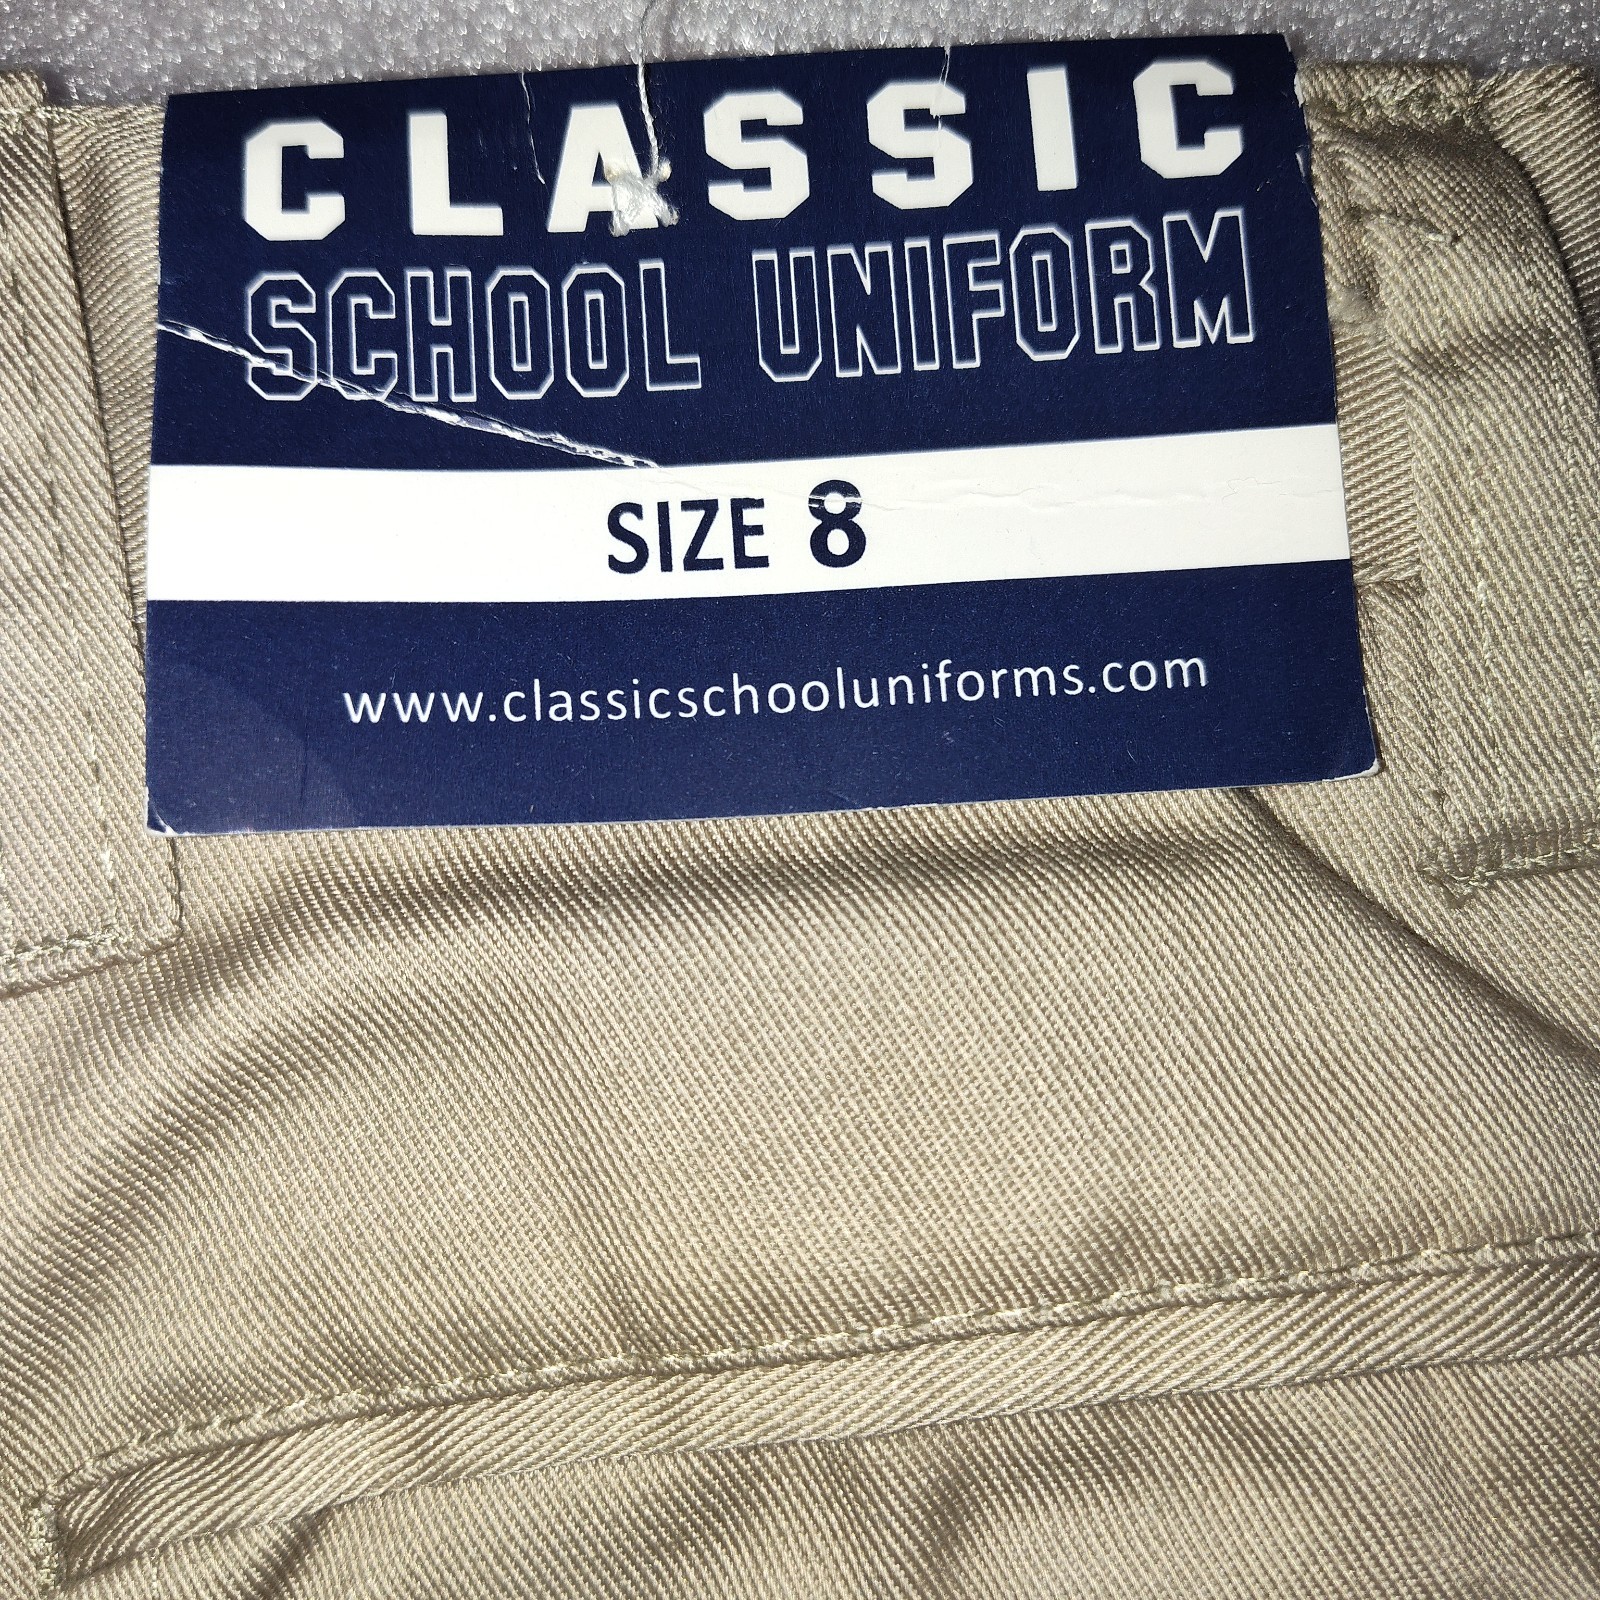 CLASSIC
SCHOOL UNIFORM
SIZE 8
www.classicschooluniforms.com